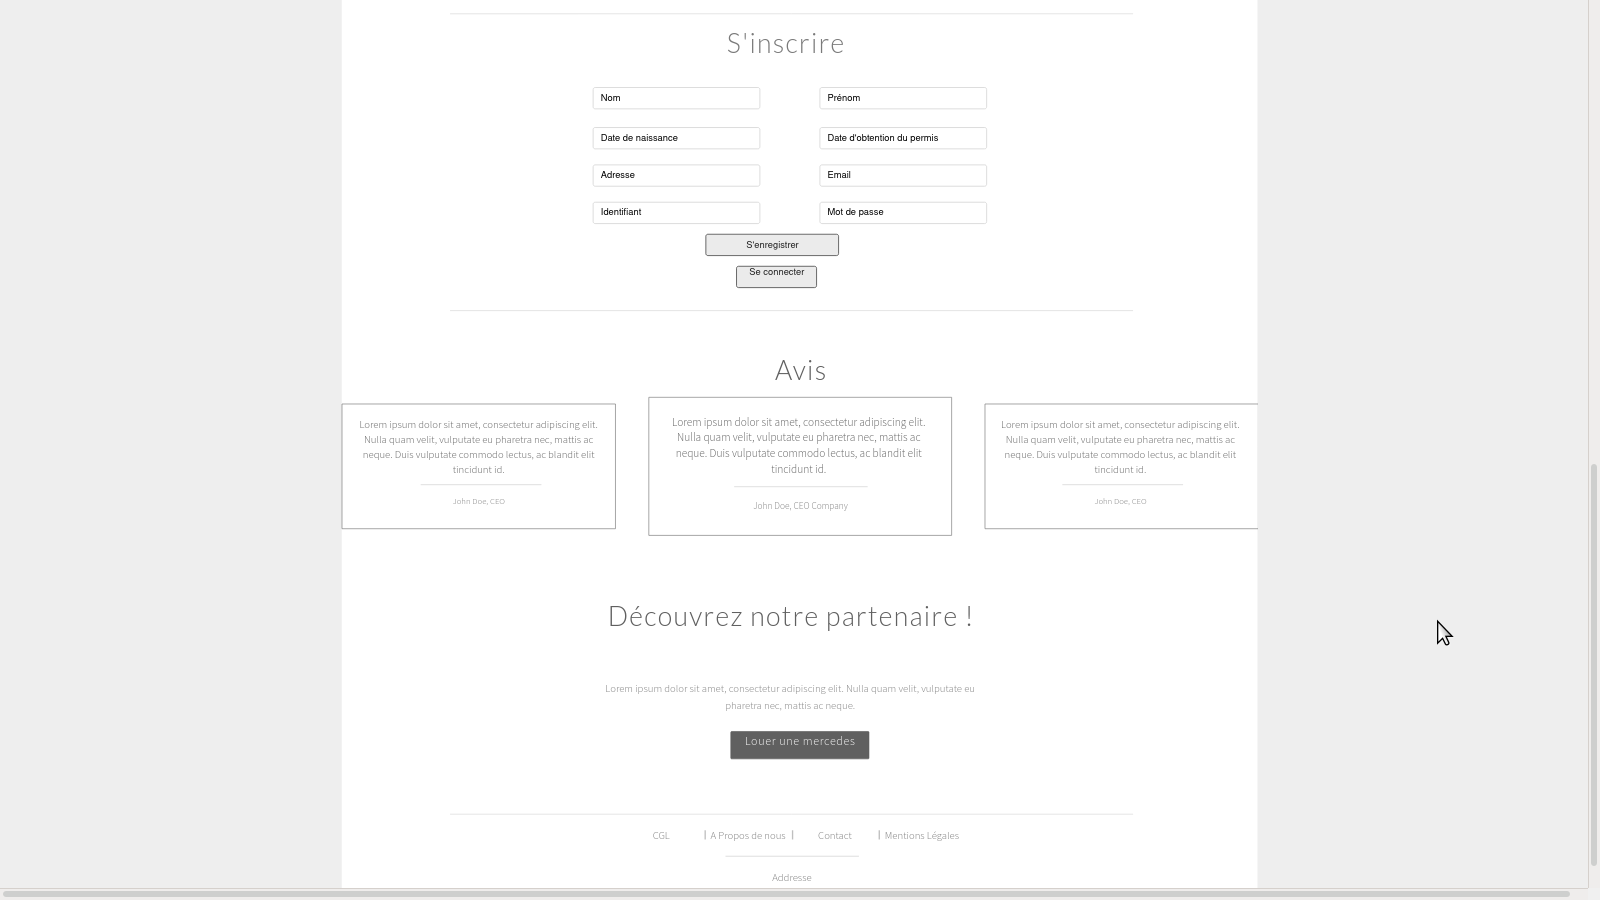 S'inscrire
Nom
Prénom
Date de naissance
Date d'obtention du permis
Adresse
Email
Identifiant
Mot de passe
S'enregistrer
Se connecter
Avis
Lorem ipsum dolor sit amet, consectetur adipiscing elit.
Nulla quam velit, vulputate eu pharetra nec, mattis ac
neque. Duis vulputate commodo lectus, ac blandit elit
tincidunt id.
John Doe, CEO
Lorem ipsum dolor sit amet, consectetur adipiscing elit.
Nulla quam velit, vulputate eu pharetra nec, mattis ac
neque. Duis vulputate commodo lectus, ac blandit elit
tincidunt id.
John Doe, CEO Company
Lorem ipsum dolor sit amet, consectetur adipiscing elit.
Nulla quam velit, vulputate eu pharetra nec, mattis ac
neque. Duis vulputate commodo lectus, ac blandit elit
tincidunt id.
John Doe, CEO
Découvrez notre partenaire !
Lorem ipsum dolor sit amet, consectetur adipiscing elit. Nulla quam velit, vulputate eu
pharetra nec, mattis ac neque.
Louer une mercedes
CGL | A Propos de nous | Contact | Mentions Légales
Addresse